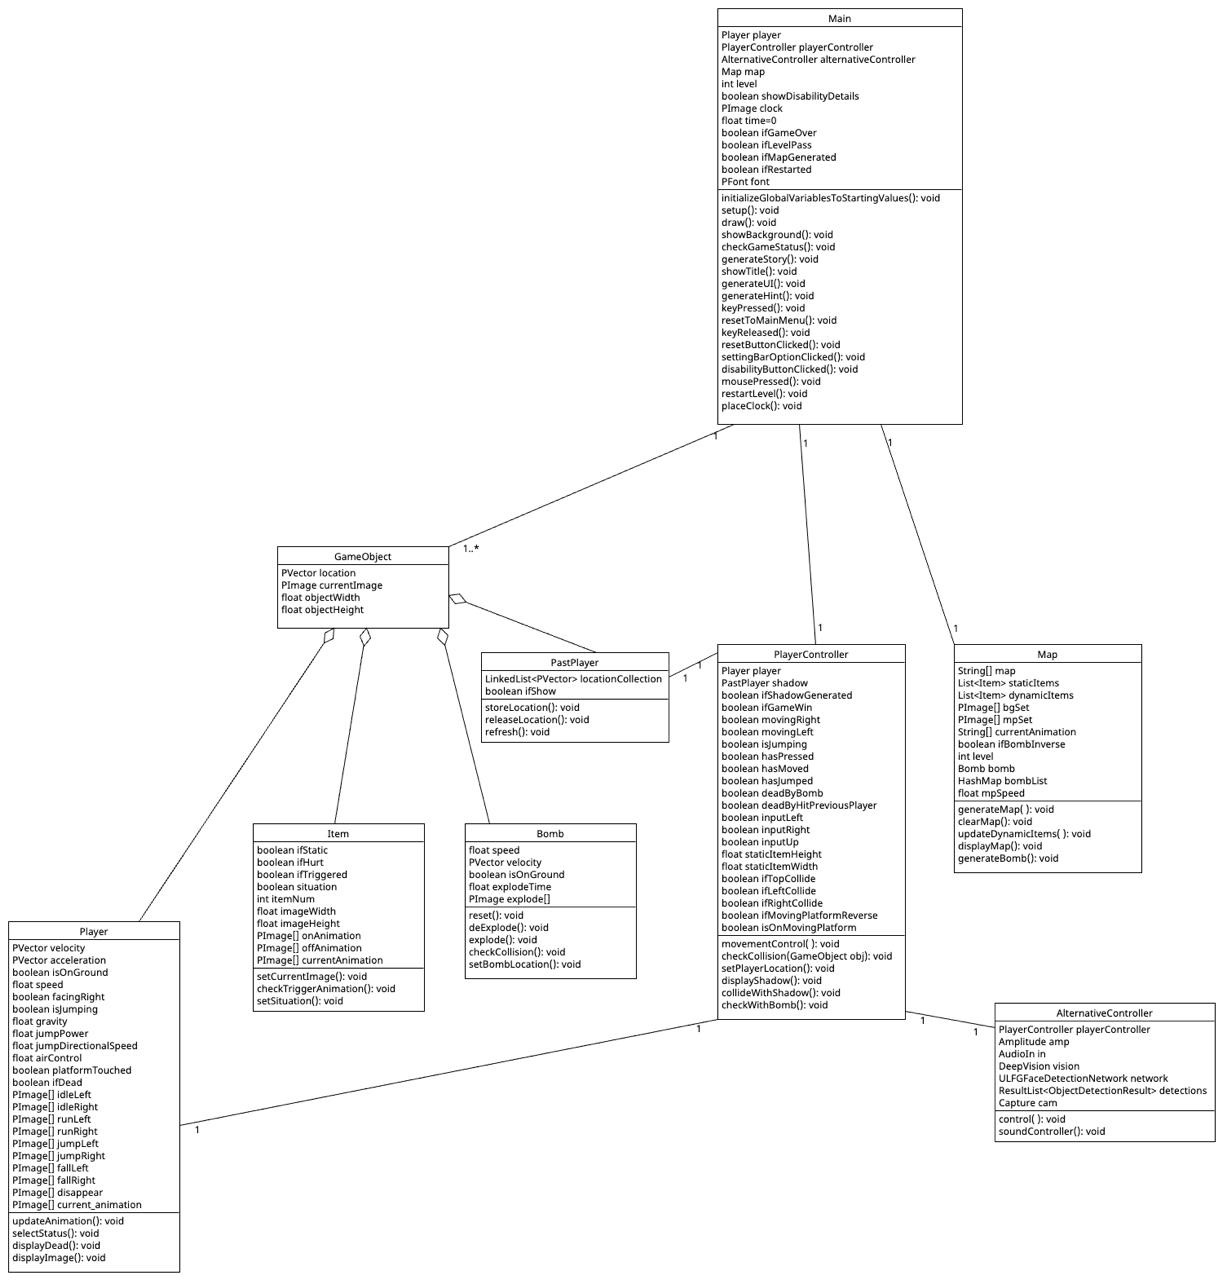 Main
Player player
PlayerController playerController
AlternativeController alternativeController
Map map
int level
boolean showDisabilityDetails
PImage clock
float time=0
boolean ifGameOver
boolean ifLevelPass
boolean ifMapGenerated
boolean ifRestarted
PFont font
initializeGlobalVariablesToStartingValues(): void
setup(): void
draw(): void
showBackground(): void
checkGameStatus(): void
generateStory(): void
showTitle(): void
generateUI(): void
generateHint(): void
keyPressed(): void
resetToMainMenu(): void
keyReleased(): void
resetButtonClicked(): void
settingBarOptionClicked(): void
disabilityButtonClicked(): void
mousePressed(): void
restartLevel(): void
placeClock(): void
1
1
1
1..*
1
1
GameObject
PVector location
PImage currentImage
float objectWidth
float objectHeight
PastPlayer
LinkedList<PVector> locationCollection
boolean ifShow
storeLocation(): void
releaseLocation(): void
refresh(): void
1
1
PlayerController
Player player
PastPlayer shadow
boolean ifShadowGenerated
boolean ifGameWin
boolean movingRight
boolean movingLeft
boolean isJumping
boolean hasPressed
boolean hasMoved
boolean hasJumped
boolean deadByBomb
boolean deadByHitPreviousPlayer
boolean inputLeft
boolean inputRight
boolean inputUp
float staticItemHeight
float staticItemWidth
boolean ifTopCollide
boolean ifLeftCollide
boolean ifRightCollide
boolean ifMovingPlatformReverse
boolean isOnMovingPlatform
movementControl( ): void
checkCollision(GameObject obj): void
setPlayerLocation(): void
displayShadow(): void
collideWithShadow(): void
checkWithBomb(): void
Map
String[] map
List<Item> staticItems
List<Item> dynamicItems
PImage[] bgSet
PImage[] mpSet
String[] currentAnimation
boolean ifBombInverse
int level
Bomb bomb
HashMap bombList
float mpSpeed
generateMap( ): void
clearMap(): void
updateDynamicItems( ): void
displayMap(): void
generateBomb(): void
Item
boolean ifStatic
boolean ifHurt
boolean ifTriggered
boolean situation
int itemNum
float imageWidth
float imageHeight
PImage[] onAnimation
PImage[] offAnimation
PImage[] currentAnimation
setCurrentImage(): void
checkTriggerAnimation(): void
setSituation(): void
Bomb
float speed
PVector velocity
boolean isOnGround
float explodeTime
PImage explode[]
reset(): void
deExplode(): void
explode(): void
checkCollision(): void
setBombLocation(): void
Player
PVector velocity
PVector acceleration
boolean isOnGround
float speed
boolean facingRight
boolean isJumping
float gravity
float jumpPower
float jumpDirectionalSpeed
float airControl
boolean platformTouched
boolean ifDead
PImage[] idleLeft
PImage[] idleRight
PImage[] runLeft
PImage[] runRight
PImage[] jumpLeft
PImage[] jumpRight
PImage[] fallLeft
PImage[] fallRight
PImage[] disappear
PImage[] current_animation
updateAnimation(): void
selectStatus(): void
displayDead(): void
displayImage(): void
1
1
1
1
AlternativeController
PlayerController playerController
Amplitude amp
AudioIn in
DeepVision vision
ULFGFaceDetectionNetwork network
ResultList<ObjectDetectionResult> detections
Capture cam
control( ): void
soundController(): void